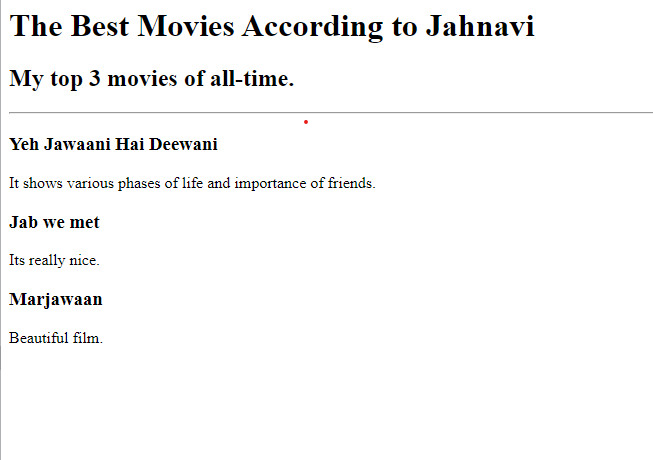 The Best Movies According to Jahnavi
My top 3 movies of all-time.
Yeh Jawaani Hai Deewani
It shows various phases of life and importance of friends.
Jab we met
Its really nice.
Marjawaan
Beautiful film.